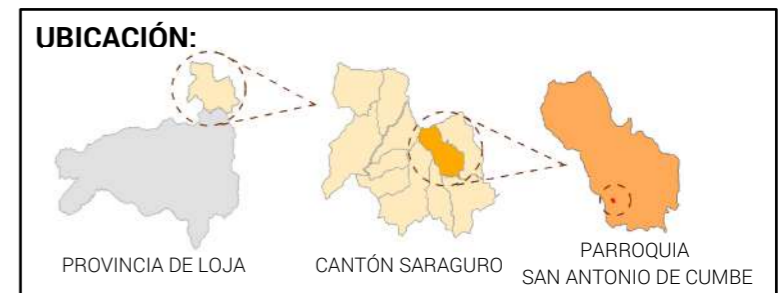 UBICACIÓN:
PROVINCIA DE LOJA
CANTÓN SARAGURO
PARROQUIA
SAN ANTONIO DE CUMBE